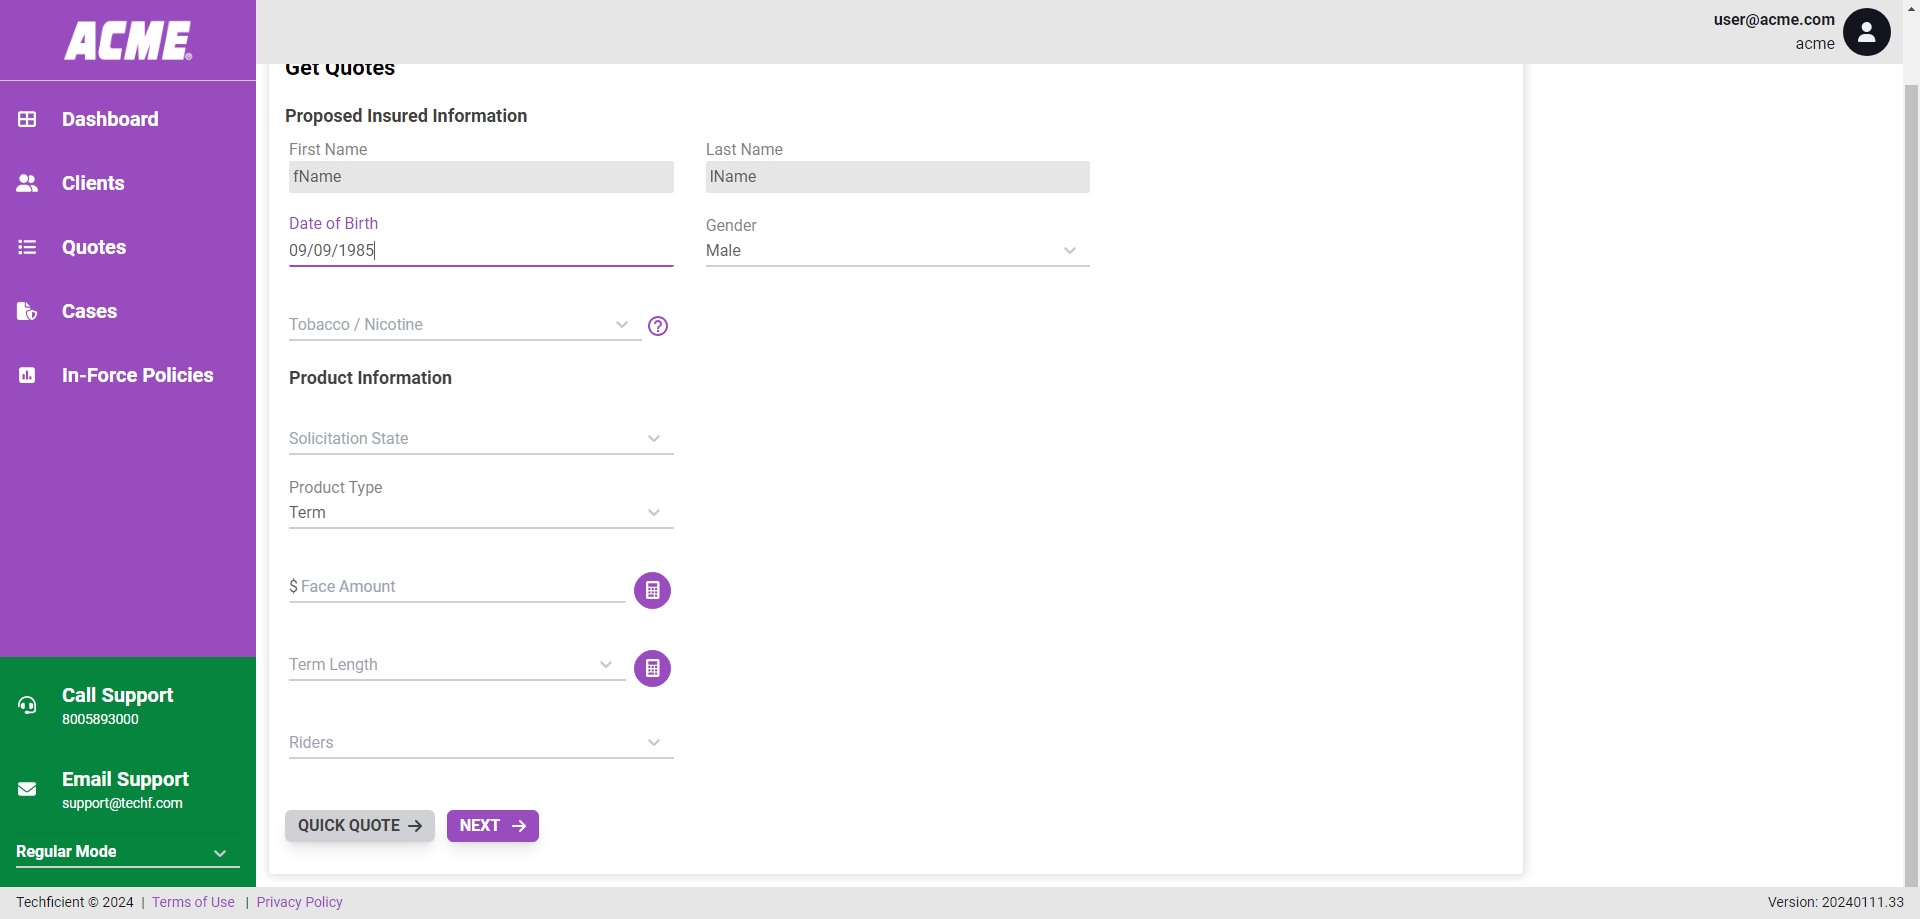 ACME®
user@acme.com
acme
Dashboard
Clients
Quotes
Cases
In-Force Policies
Call Support
8005893000
Email Support
support@techf.com
Regular Mode
Get Quotes
Proposed Insured Information
First Name
fName
Last Name
lName
Date of Birth
09/09/1985
Gender
Male
Tobacco / Nicotine
?
Product Information
Solicitation State
Product Type
Term
$ Face Amount
Term Length
Riders
QUICK QUOTE →
NEXT →
Techficient © 2024 | Terms of Use | Privacy Policy
Version: 20240111.33